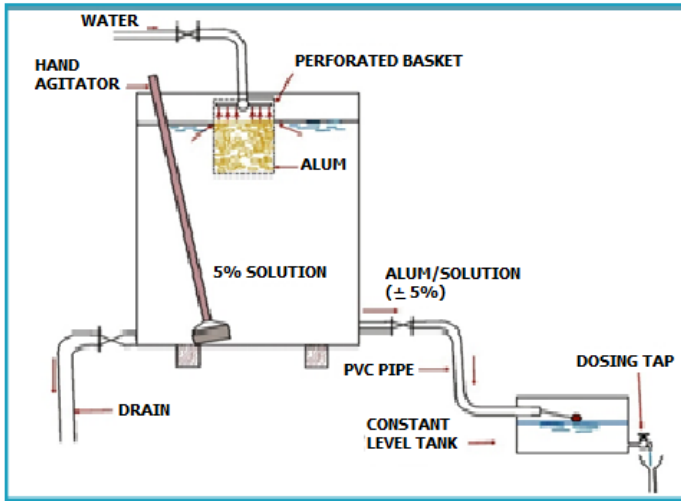 WATER
HAND
AGITATOR
PERFORATED BASKET
ALUM
5% SOLUTION
ALUM/SOLUTION
(± 5%)
PVC PIPE
DOSING TAP
DRAIN
CONSTANT
LEVEL TANK